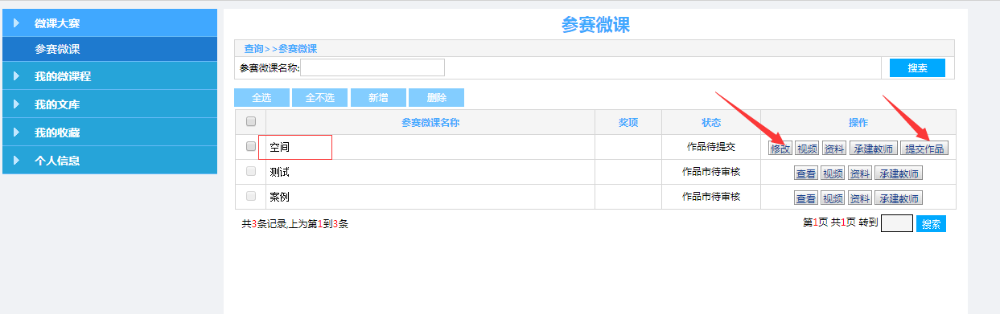 微课大赛
参赛微课
我的微课程
我的文库
我的收藏
个人信息
参赛微课
查询>>参赛微课
参赛微课名称:
搜索
全选 全不选 新增 删除
参赛微课名称 奖项 状态 操作
空间 作品待提交 修改 视频 资料 承建教师 提交作品
测试 作品市待审核 查看 视频 资料 承建教师
案例 作品市待审核 查看 视频 资料 承建教师
共3条记录,上为第1到3条
第1页 共1页 转到 搜索